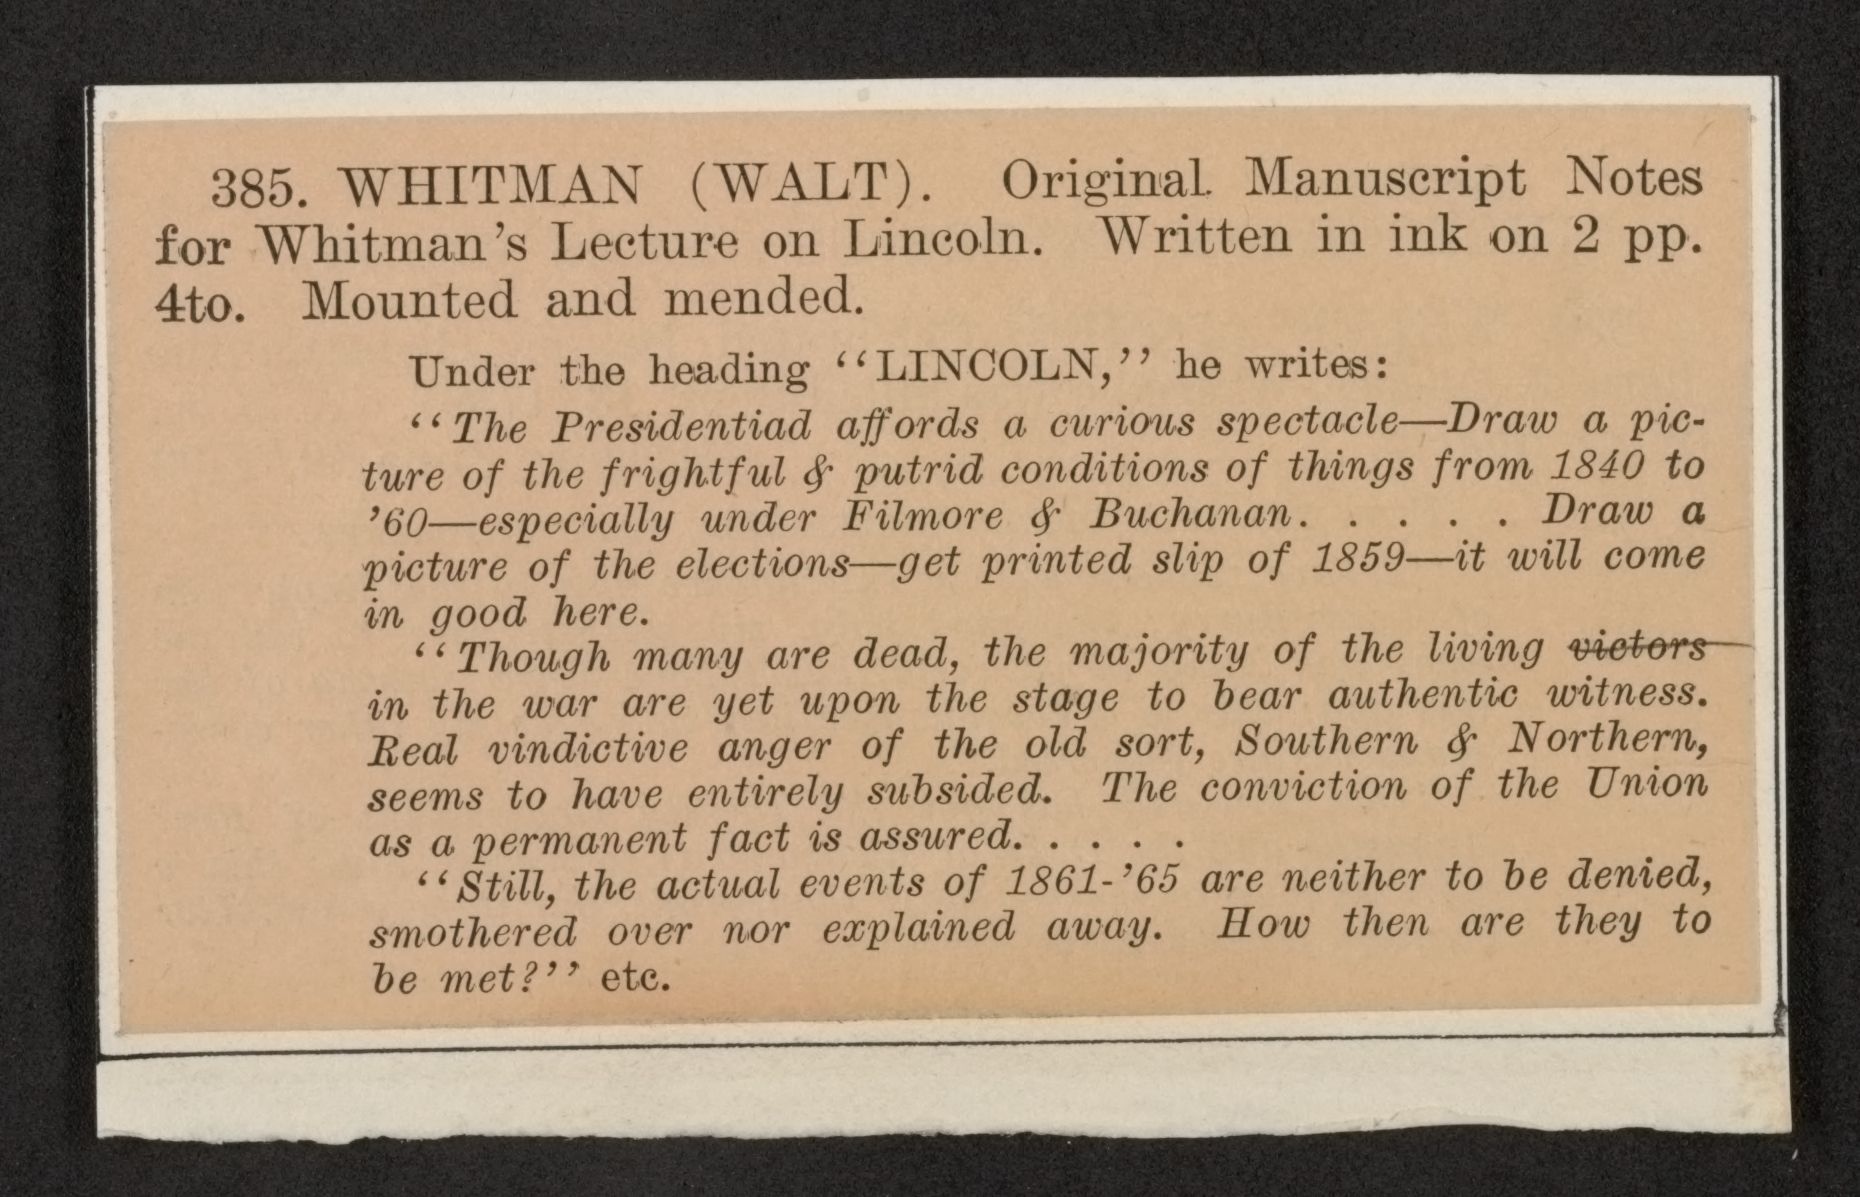 385. WHITMAN (WALT). Original Manuscript Notes
for Whitman's Lecture on Lincoln. Written in ink on 2 pp.
4to. Mounted and mended.
Under the heading "LINCOLN," he writes:
"The Presidentiad affords a curious spectacle—Draw a pic-
ture of the frightful & putrid conditions of things from 1840 to
'60—especially under Filmore & Buchanan. . . . . . Draw a
picture of the elections—get printed slip of 1859—it will come
in good here.
"Though many are dead, the majority of the living victors
in the war are yet upon the stage to bear authentic witness.
Real vindictive anger of the old sort, Southern & Northern,
seems to have entirely subsided. The conviction of the Union
as a permanent fact is assured. . . . .
"Still, the actual events of 1861-'65 are neither to be denied,
smothered over nor explained away. How then are they to
be met?" etc.